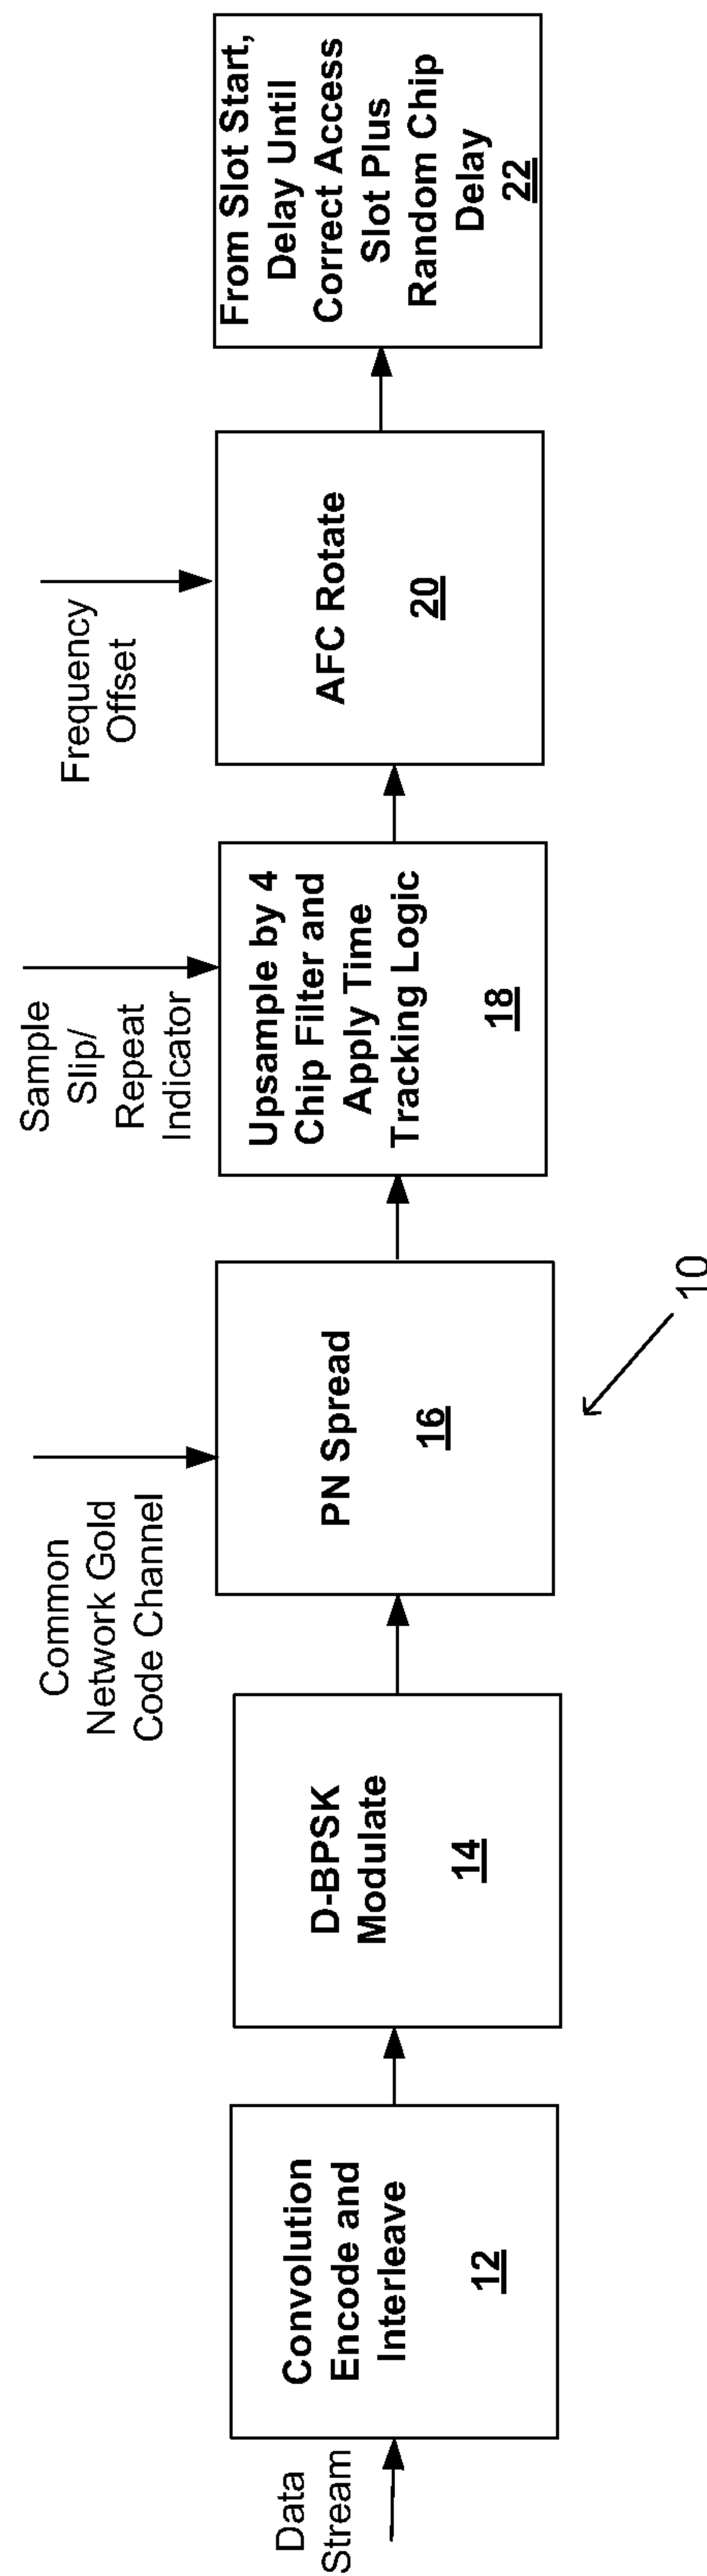 Data
Stream
Convolution
Encode and
Interleave
12
D-BPSK
Modulate
14
Common
Network Gold
Code Channel
PN Spread
16
Sample
Slip/
Repeat
Indicator
Upsample by 4
Chip Filter and
Apply Time
Tracking Logic
18
Frequency
Offset
AFC Rotate
20
From Slot Start,
Delay Until
Correct Access
Slot Plus
Random Chip
Delay
22
10